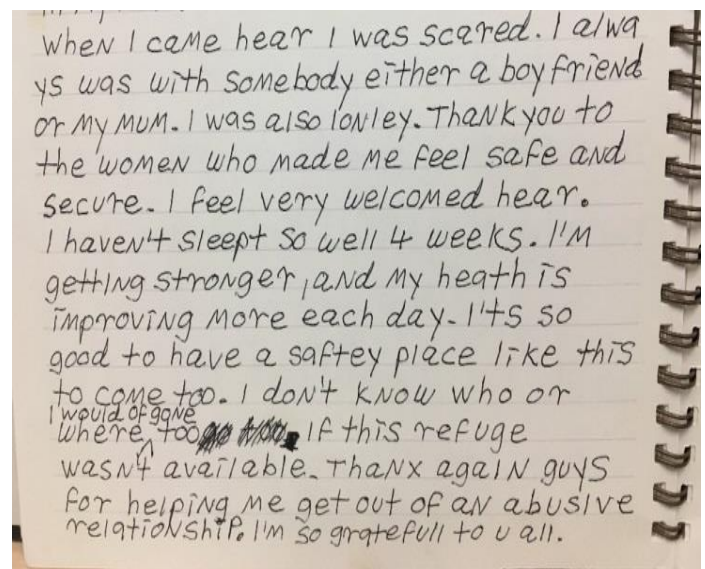 When I came hear I was scared. I alwa
ys was with somebody either a boyfriend
or my mum. I was also lonley. Thank you to
the women who made me feel safe and
secure. I feel very welcomed hear.
I haven't sleept so well 4 weeks. I'm
getting stronger, and my heath is
improving more each day. It's so
good to have a saftey place like this
to come too. I don't know who or
I would of gone
where too. If this refuge
wasn't available. Thanx again guys
for helping me get out of an abusive
relationship. I'm so gratefull to u all.